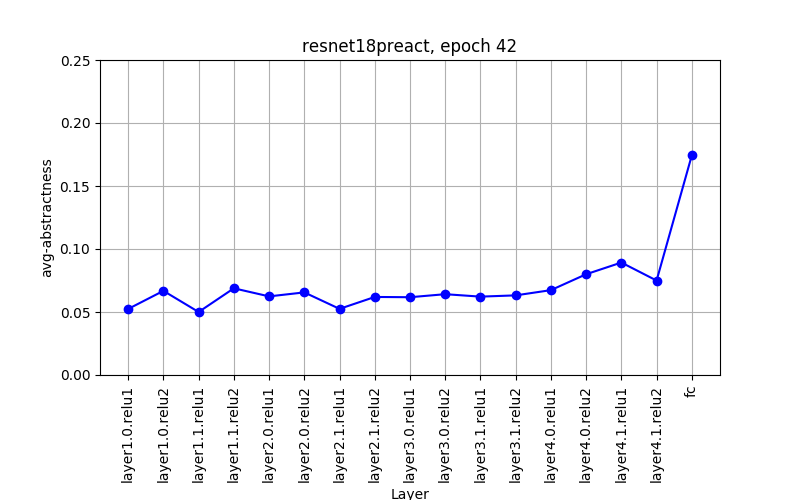 resnet18preact, epoch 42
avg-abstractness
0.25
0.20
0.15
0.10
0.05
0.00
layer1.0.relu1
layer1.0.relu2
layer1.1.relu1
layer1.1.relu2
layer2.0.relu1
layer2.0.relu2
layer2.1.relu1
layer2.1.relu2
layer3.0.relu1
layer3.0.relu2
layer3.1.relu1
layer3.1.relu2
layer4.0.relu1
layer4.0.relu2
layer4.1.relu1
layer4.1.relu2
fc
Layer